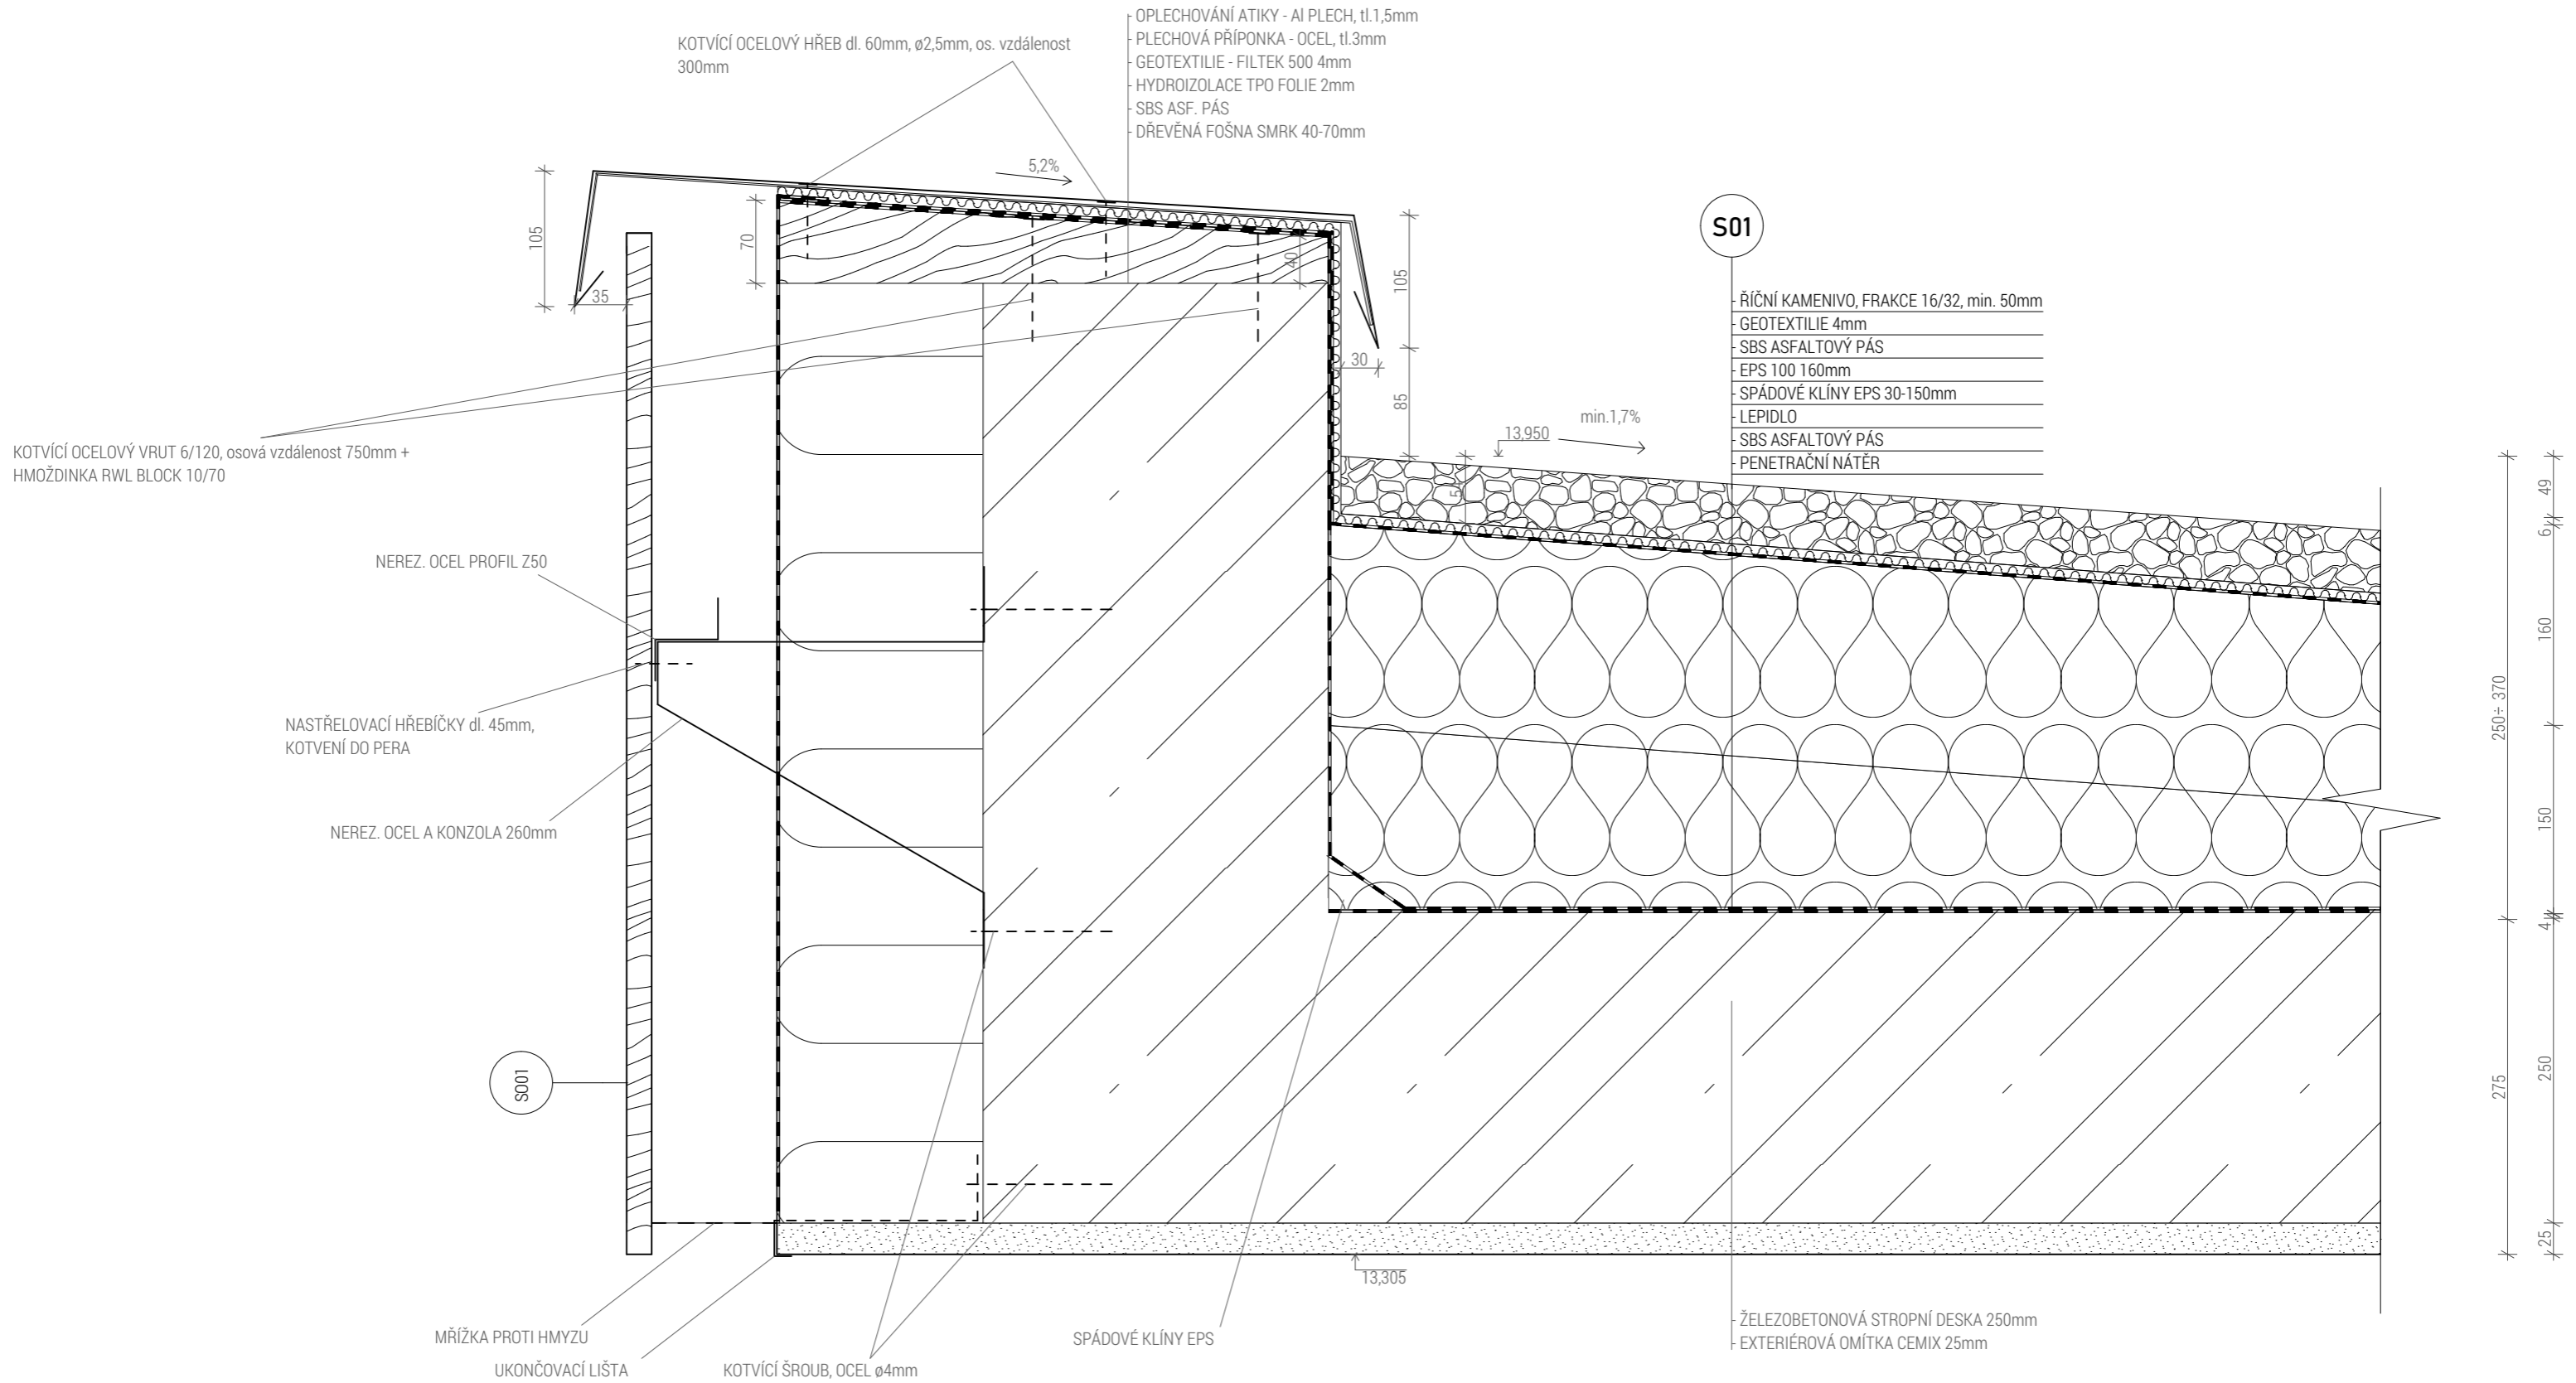 OPLECHOVÁNÍ ATIKY - Al PLECH, tl.1,5mm
PLECHOVÁ PŘÍPONKA - OCEL, tl.3mm
GEOTEXTILIE - FILTEK 500 4mm
HYDROIZOLACE TPO FOLIE 2mm
SBS ASF. PÁS
DŘEVĚNÁ FOŠNA SMRK 40-70mm
KOTVÍCÍ OCELOVÝ HŘEB dl. 60mm, ø2,5mm, os. vzdálenost
300mm
5,2%
105
70
40
35
105
30
85
S01
- ŘÍČNÍ KAMENIVO, FRAKCE 16/32, min. 50mm
- GEOTEXTILIE 4mm
- SBS ASFALTOVÝ PÁS
- EPS 100 160mm
- SPÁDOVÉ KLÍNY EPS 30-150mm
- LEPIDLO
- SBS ASFALTOVÝ PÁS
- PENETRAČNÍ NÁTĚR
min.1,7%
13,950
KOTVÍCÍ OCELOVÝ VRUT 6/120, osová vzdálenost 750mm +
HMOŽDINKA RWL BLOCK 10/70
NEREZ. OCEL PROFIL Z50
NASTŘELOVACÍ HŘEBÍČKY dl. 45mm,
KOTVENÍ DO PERA
NEREZ. OCEL A KONZOLA 260mm
SO01
49
6
160
250÷ 370
150
4
250
275
25
13,305
MŘÍŽKA PROTI HMYZU
UKONČOVACÍ LIŠTA
KOTVÍCÍ ŠROUB, OCEL ø4mm
SPÁDOVÉ KLÍNY EPS
- ŽELEZOBETONOVÁ STROPNÍ DESKA 250mm
- EXTERIÉROVÁ OMÍTKA CEMIX 25mm